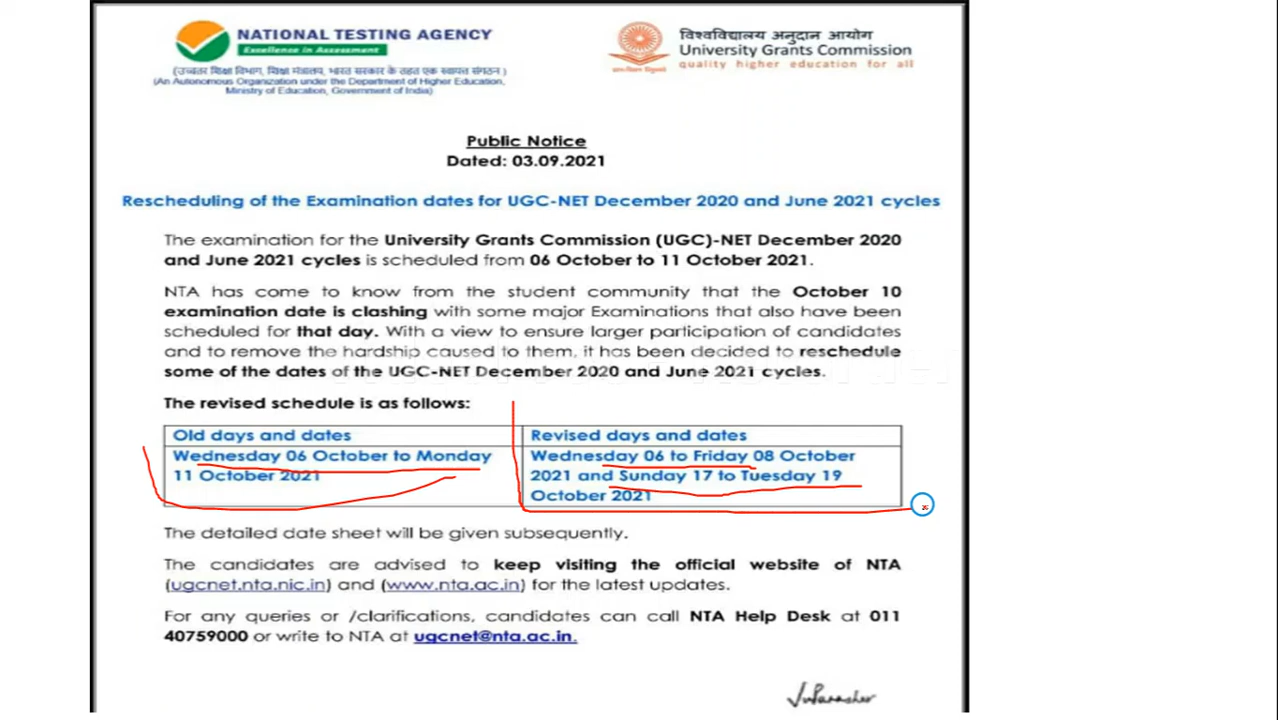 NATIONAL TESTING AGENCY
Excellence in Assessment
(उच्चतर शिक्षा विभाग, शिक्षा मंत्रालय, भारत सरकार के तहत एक स्वायत्त संगठन)
(An Autonomous Organization under the Department of Higher Education,
Ministry of Education, Government of India)
विश्वविद्यालय अनुदान आयोग
University Grants Commission
quality higher education for all
Public Notice
Dated: 03.09.2021
Rescheduling of the Examination dates for UGC-NET December 2020 and June 2021 cycles
The examination for the University Grants Commission (UGC)-NET December 2020
and June 2021 cycles is scheduled from 06 October to 11 October 2021.
NTA has come to know from the student community that the October 10
examination date is clashing with some major Examinations that also have been
scheduled for that day. With a view to ensure larger participation of candidates
and to remove the hardship caused to them, it has been decided to reschedule
some of the dates of the UGC-NET December 2020 and June 2021 cycles.
The revised schedule is as follows:
Old days and dates
Revised days and dates
Wednesday 06 October to Monday
11 October 2021
Wednesday 06 to Friday 08 October
2021 and Sunday 17 to Tuesday 19
October 2021
The detailed date sheet will be given subsequently.
The candidates are advised to keep visiting the official website of NTA
(ugcnet.nta.nic.in) and (www.nta.ac.in) for the latest updates.
For any queries or /clarifications, candidates can call NTA Help Desk at 011
40759000 or write to NTA at ugcnet@nta.ac.in.